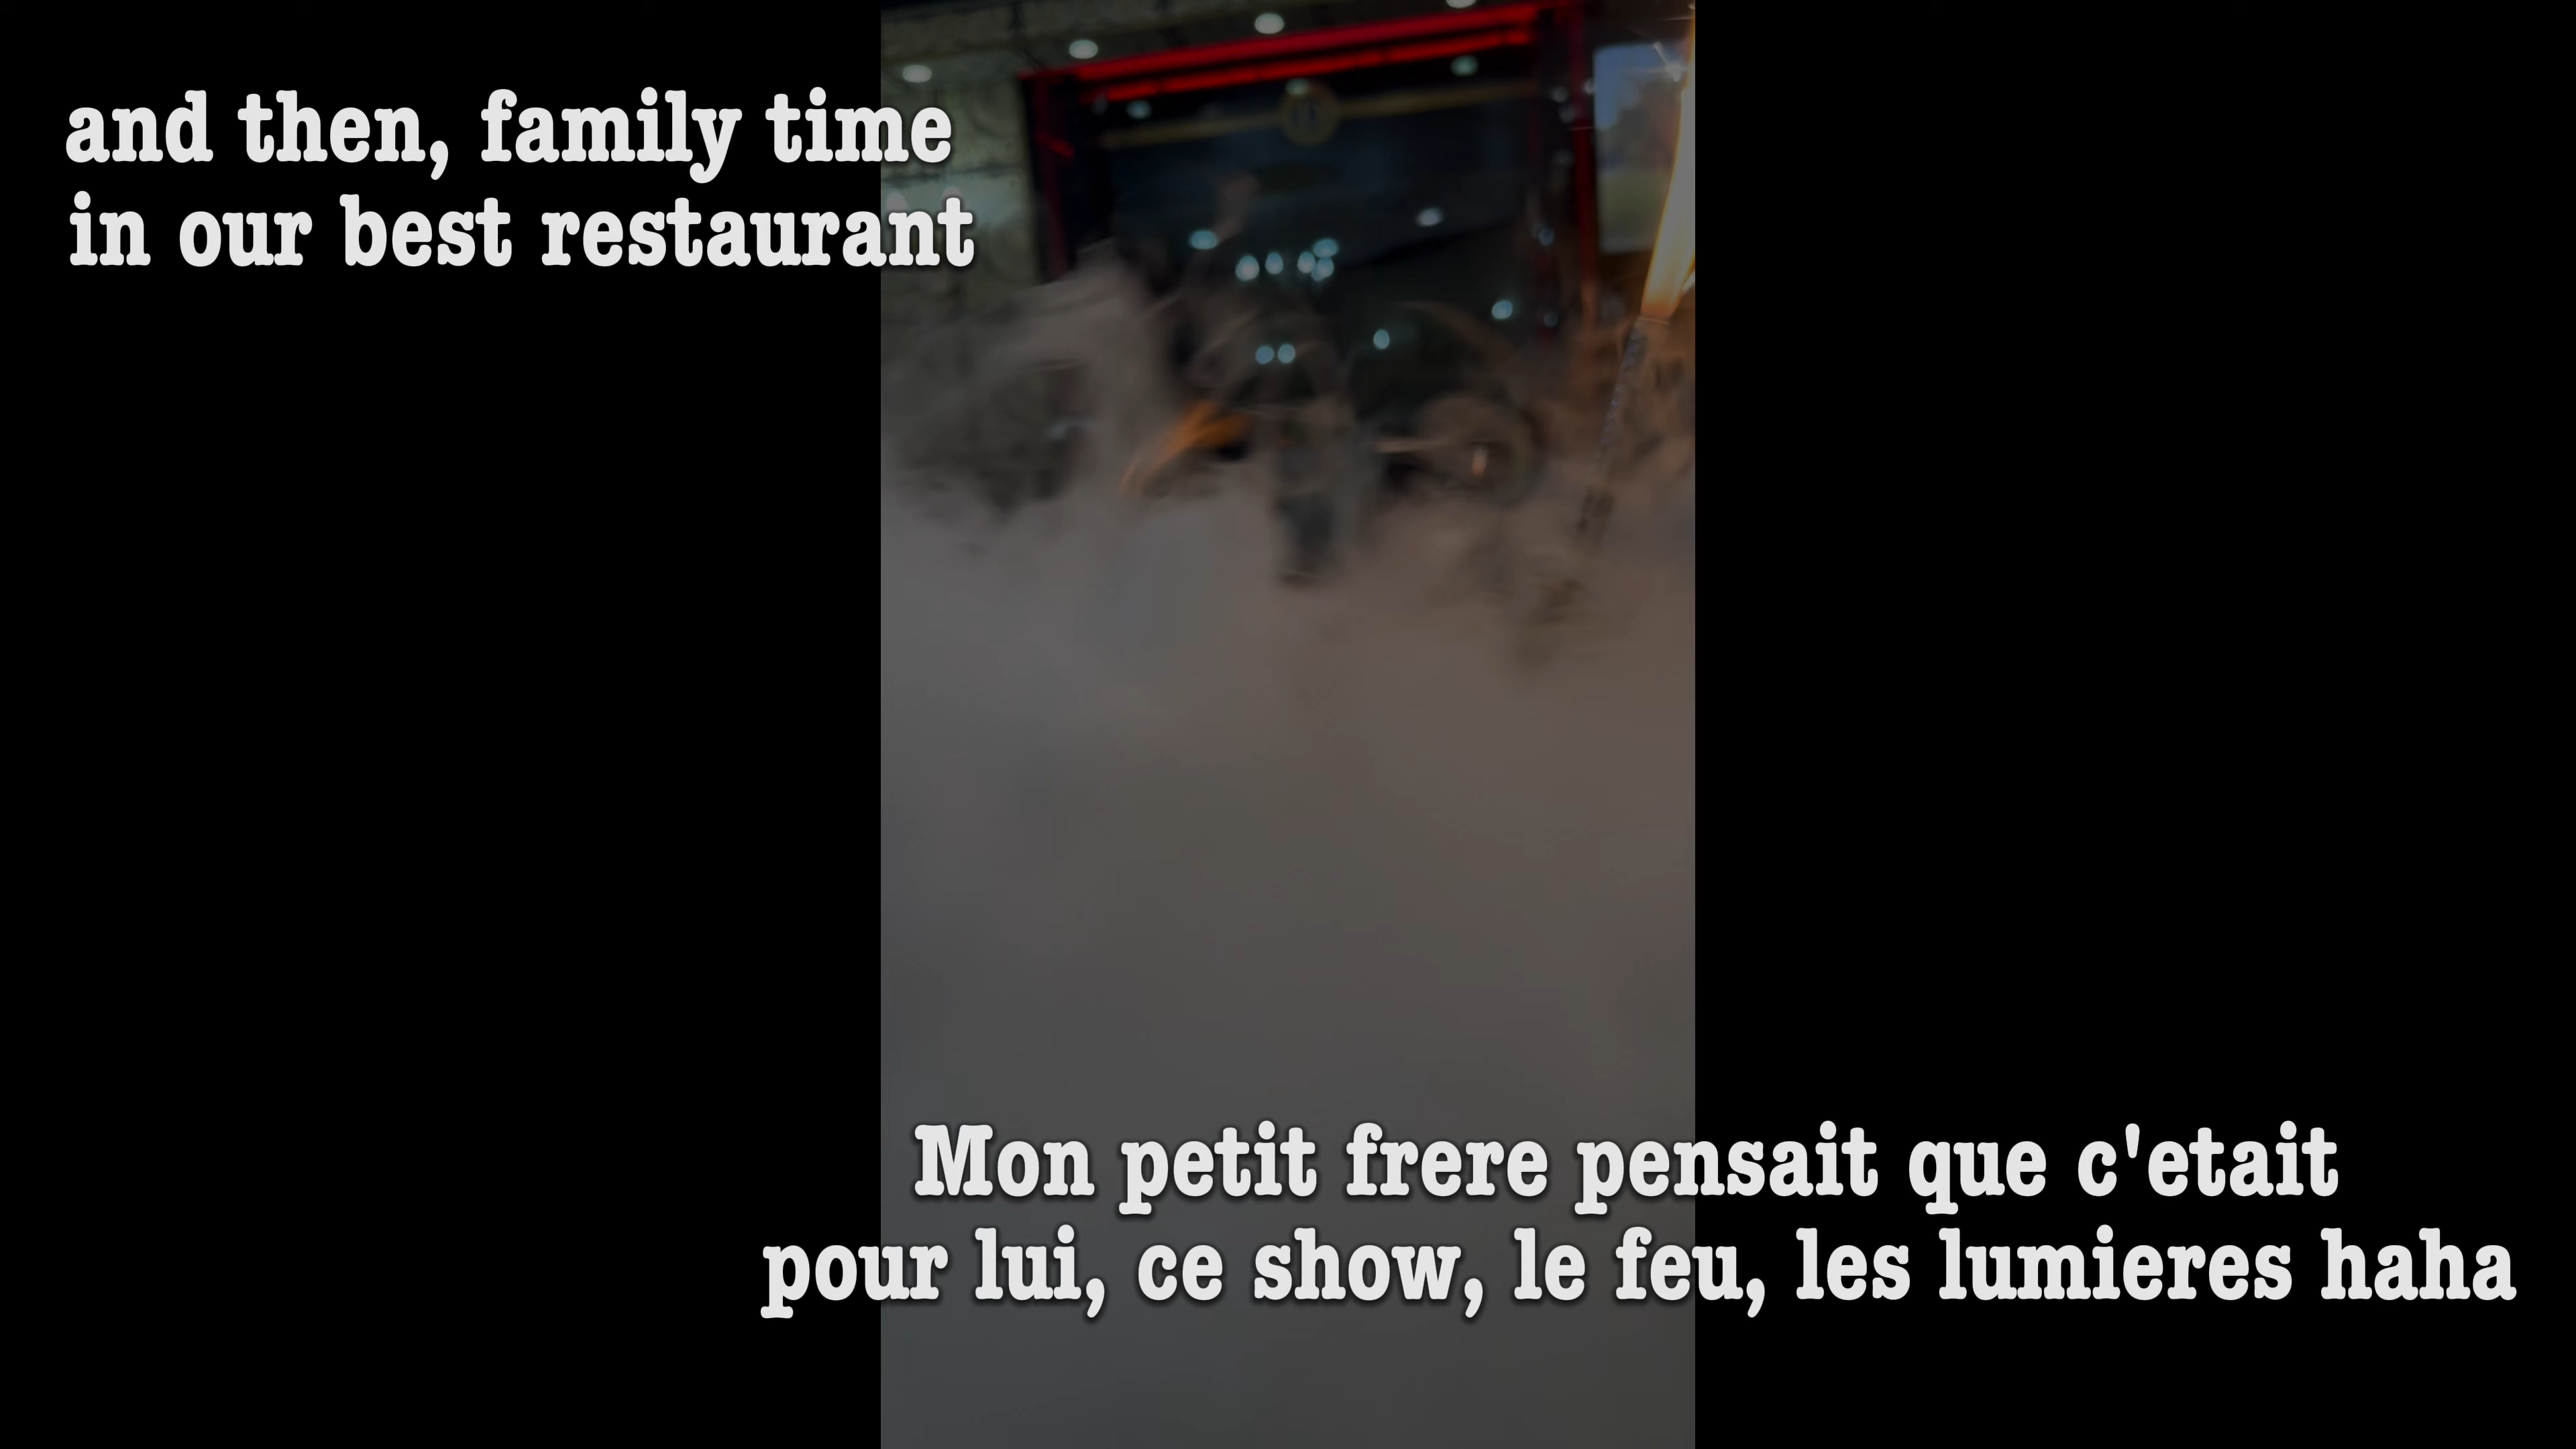 and then, family time
in our best restaurant
Mon petit frere pensait que c'etait
pour lui, ce show, le feu, les lumieres haha